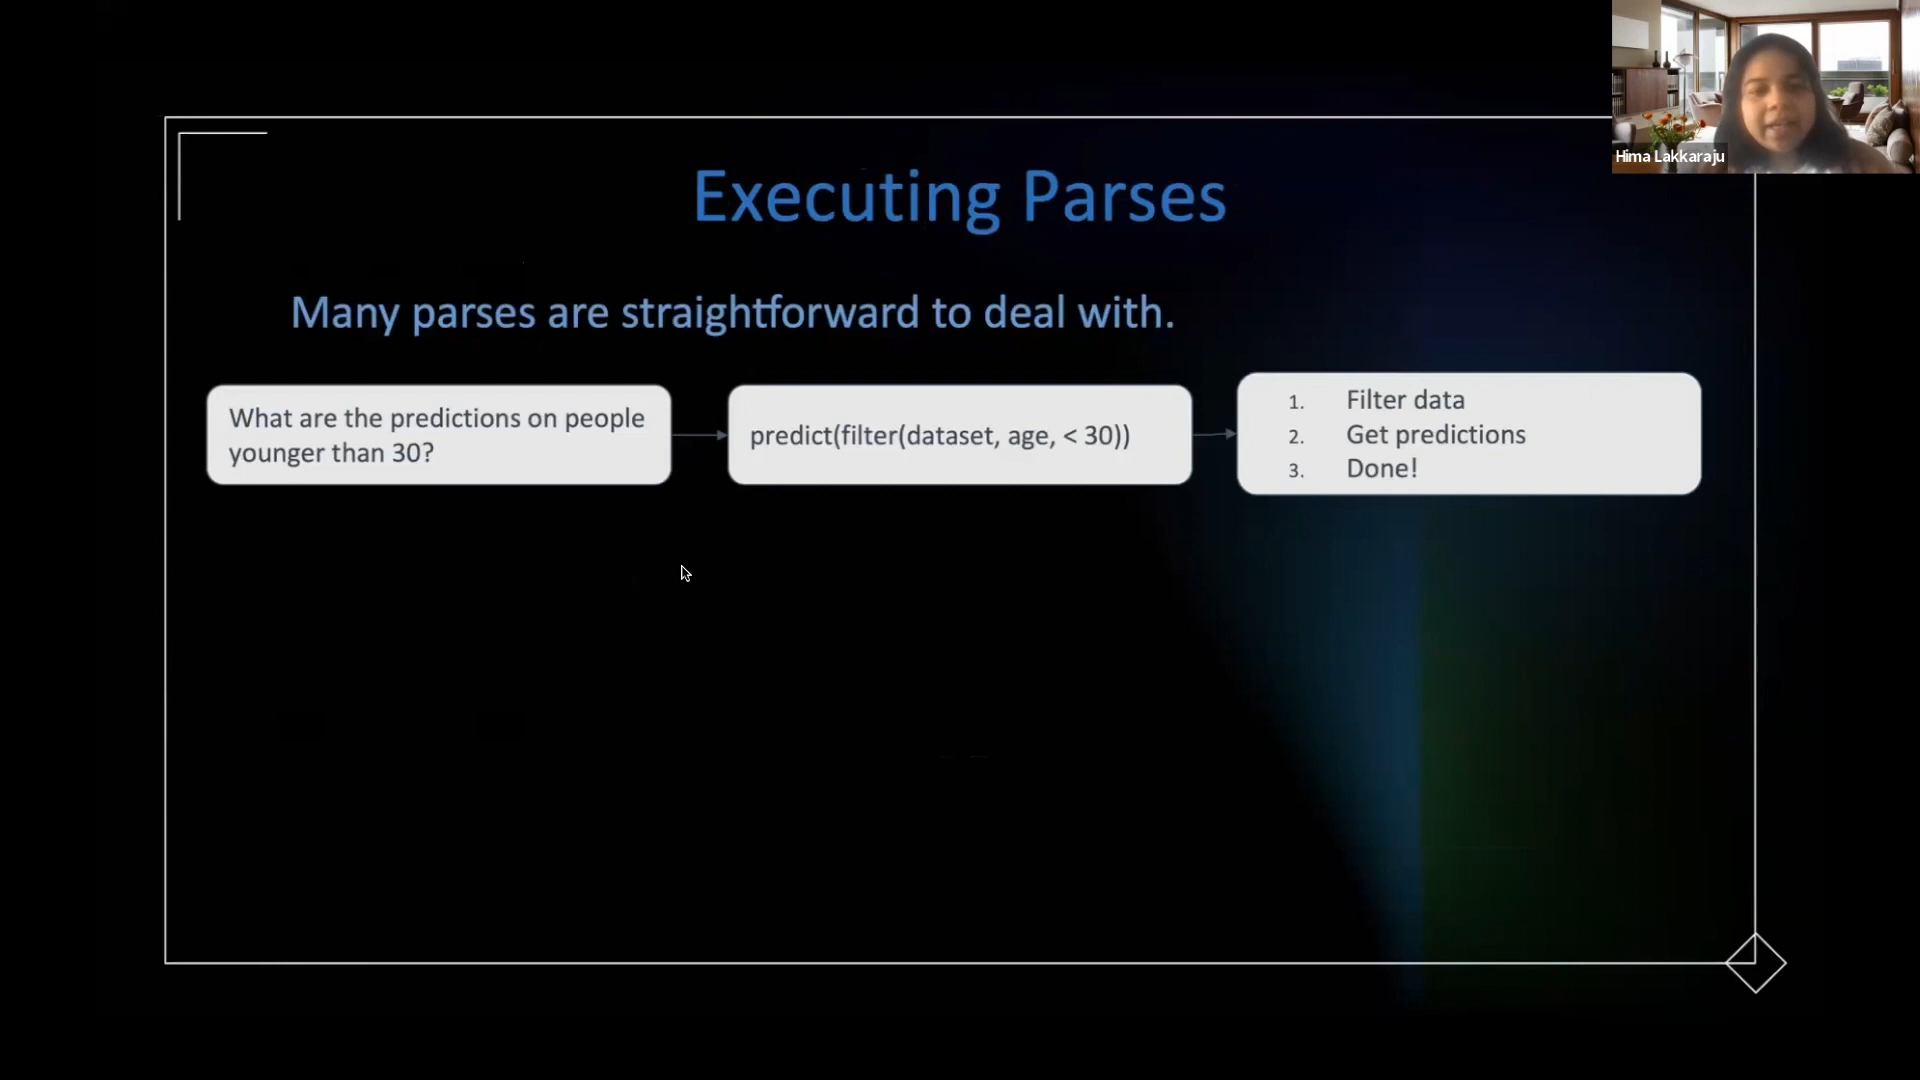 Hima Lakkaraju
Executing Parses
Many parses are straightforward to deal with.
What are the predictions on people
younger than 30?
predict(filter(dataset, age, < 30))
1. Filter data
2. Get predictions
3. Done!